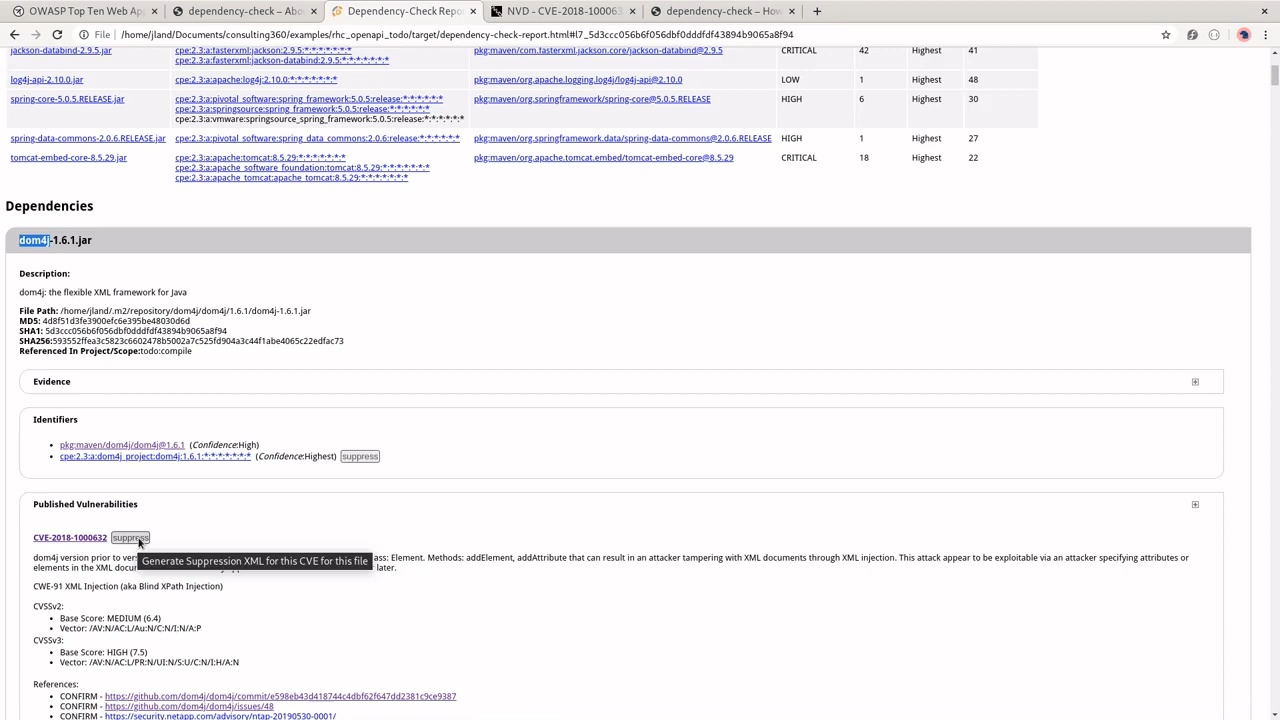 OWASP Top Ten Web App
dependency-check – Abo
Dependency-Check Repo
NVD - CVE-2018-100063
dependency-check – How
File | /home/jland/Documents/consulting360/examples/rhc_openapi_todo/target/dependency-check-report.html#l7_5d3ccc056b6f056dbf0dddfdf43894b9065a8f94
jackson-databind-2.9.5.jar cpe:2.3:a:fasterxml:jackson:2.9.5:*:*:*:*:*:*:* pkg:maven/com.fasterxml.jackson.core/jackson-databind@2.9.5 CRITICAL 42 Highest 41
cpe:2.3:a:fasterxml:jackson-databind:2.9.5:*:*:*:*:*:*:*
log4j-api-2.10.0.jar cpe:2.3:a:apache:log4j:2.10.0:*:*:*:*:*:*:* pkg:maven/org.apache.logging.log4j/log4j-api@2.10.0 LOW 1 Highest 48
spring-core-5.0.5.RELEASE.jar cpe:2.3:a:pivotal_software:spring_framework:5.0.5:release:*:*:*:*:*:* pkg:maven/org.springframework/spring-core@5.0.5.RELEASE HIGH 6 Highest 30
cpe:2.3:a:springsource:spring_framework:5.0.5:release:*:*:*:*:*:*
cpe:2.3:a:vmware:springsource_spring_framework:5.0.5:release:*:*:*:*:*:*
spring-data-commons-2.0.6.RELEASE.jar cpe:2.3:a:pivotal_software:spring_data_commons:2.0.6:release:*:*:*:*:*:* pkg:maven/org.springframework.data/spring-data-commons@2.0.6.RELEASE HIGH 1 Highest 27
tomcat-embed-core-8.5.29.jar cpe:2.3:a:apache:tomcat:8.5.29:*:*:*:*:*:*:* pkg:maven/org.apache.tomcat.embed/tomcat-embed-core@8.5.29 CRITICAL 18 Highest 22
cpe:2.3:a:apache_software_foundation:tomcat:8.5.29:*:*:*:*:*:*:*
cpe:2.3:a:apache_tomcat:apache_tomcat:8.5.29:*:*:*:*:*:*:*
Dependencies
dom4j-1.6.1.jar
Description:
dom4j: the flexible XML framework for Java
File Path: /home/jland/.m2/repository/dom4j/dom4j/1.6.1/dom4j-1.6.1.jar
MD5: 4d8f51d3fe3900efc6e395be48030d6d
SHA1: 5d3ccc056b6f056dbf0dddfdf43894b9065a8f94
SHA256:593552ffea3c5823c6602478b5002a7c525fd904a3c44f1abe4065c22edfac73
Referenced In Project/Scope:todo:compile
Evidence
Identifiers
pkg:maven/dom4j/dom4j@1.6.1 (Confidence:High)
cpe:2.3:a:dom4j_project:dom4j:1.6.1:*:*:*:*:*:*:* (Confidence:Highest) suppress
Published Vulnerabilities
CVE-2018-1000632 suppress
Generate Suppression XML for this CVE for this file
dom4j version prior to ver ass: Element. Methods: addElement, addAttribute that can result in an attacker tampering with XML documents through XML injection. This attack appear to be exploitable via an attacker specifying attributes or
elements in the XML docu later.
CWE-91 XML Injection (aka Blind XPath Injection)
CVSSv2:
Base Score: MEDIUM (6.4)
Vector: /AV:N/AC:L/Au:N/C:N/I:N/A:P
CVSSv3:
Base Score: HIGH (7.5)
Vector: /AV:N/AC:L/PR:N/UI:N/S:U/C:N/I:H/A:N
References:
CONFIRM - https://github.com/dom4j/dom4j/commit/e598eb43d418744c4dbf62f647dd2381c9ce9387
CONFIRM - https://github.com/dom4j/dom4j/issues/48
CONFIRM - https://security.netapp.com/advisory/ntap-20190530-0001/